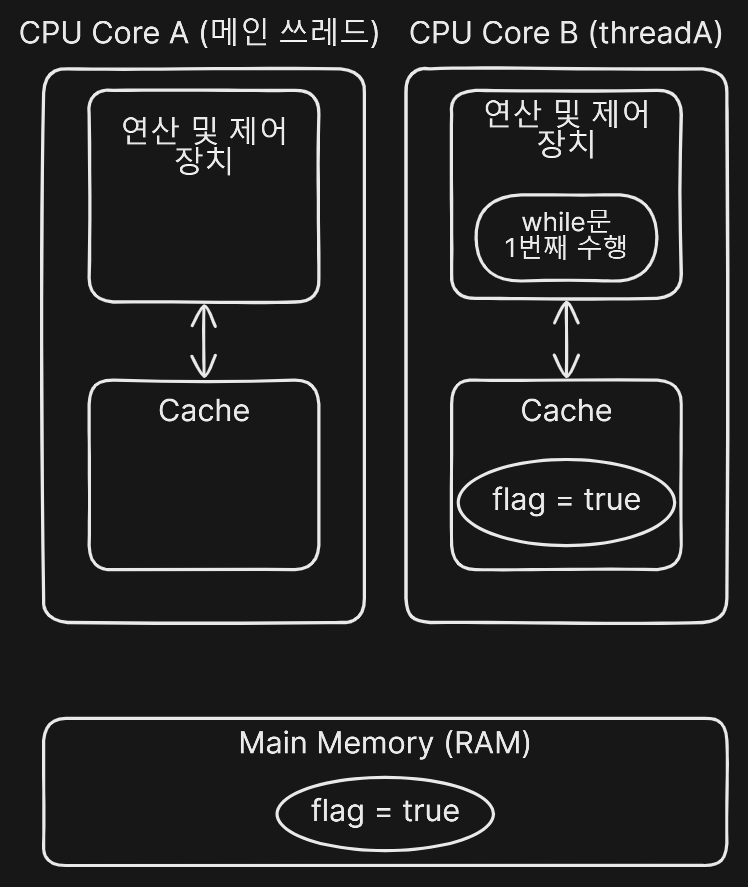 CPU Core A (메인 쓰레드)
CPU Core B (threadA)
연산 및 제어
장치
Cache
연산 및 제어
장치
while문
1번째 수행
Cache
flag = true
Main Memory (RAM)
flag = true